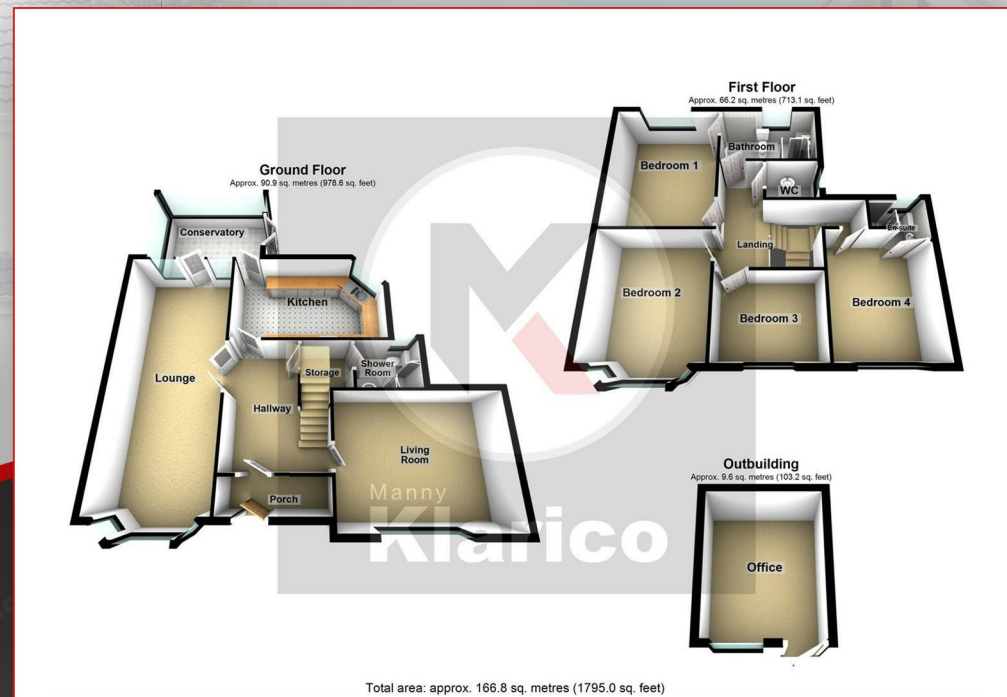 Ground Floor
Approx. 90.9 sq. metres (978.6 sq. feet)
Conservatory
Kitchen
Lounge
Storage
Shower
Room
Hallway
Living
Room
Porch
First Floor
Approx. 66.2 sq. metres (713.1 sq. feet)
Bathroom
Bedroom 1
WC
En-suite
Landing
Bedroom 2
Bedroom 3
Bedroom 4
Outbuilding
Approx. 9.6 sq. metres (103.2 sq. feet)
Office
Manny
Klarico
Total area: approx. 166.8 sq. metres (1795.0 sq. feet)